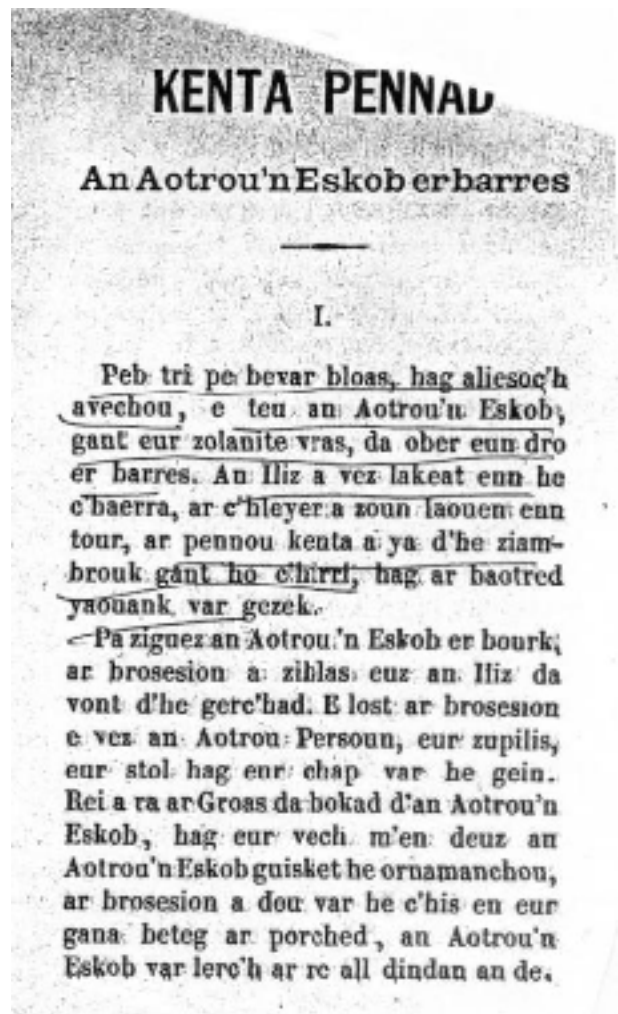 KENTA PENNAD
An Aotrou'n Eskob er barres
I.
Peb tri pe bevar bloas, hag aliesoc'h
avechou, e teu an Aotrou'n Eskob,
gant eur zolanite vras, da ober eun dro
er barres. An Iliz a vez lakeat enn he
c'haerra, ar c'hleyer a zoun laouen enn
tour, ar pennou kenta a ya d'he ziam-
brouk gant ho c'hirri, hag ar baotred
yaouank var gezek.
Pa ziguez an Aotrou'n Eskob er bourk,
ar brosesion a ziblas euz an Iliz da
vont d'he gerc'had. E lost ar brosesion
e vez an Aotrou Persoun, eur zupilis,
eur stol hag eur chap var he gein.
Rei a ra ar Groas da bokad d'an Aotrou'n
Eskob, hag eur vech m'en deuz an
Aotrou'n Eskob guisket he ornamanchou,
ar brosesion a dou var he c'his en eur
gana beteg ar porched, an Aotrou'n
Eskob var lerc'h ar re all dindan an de.